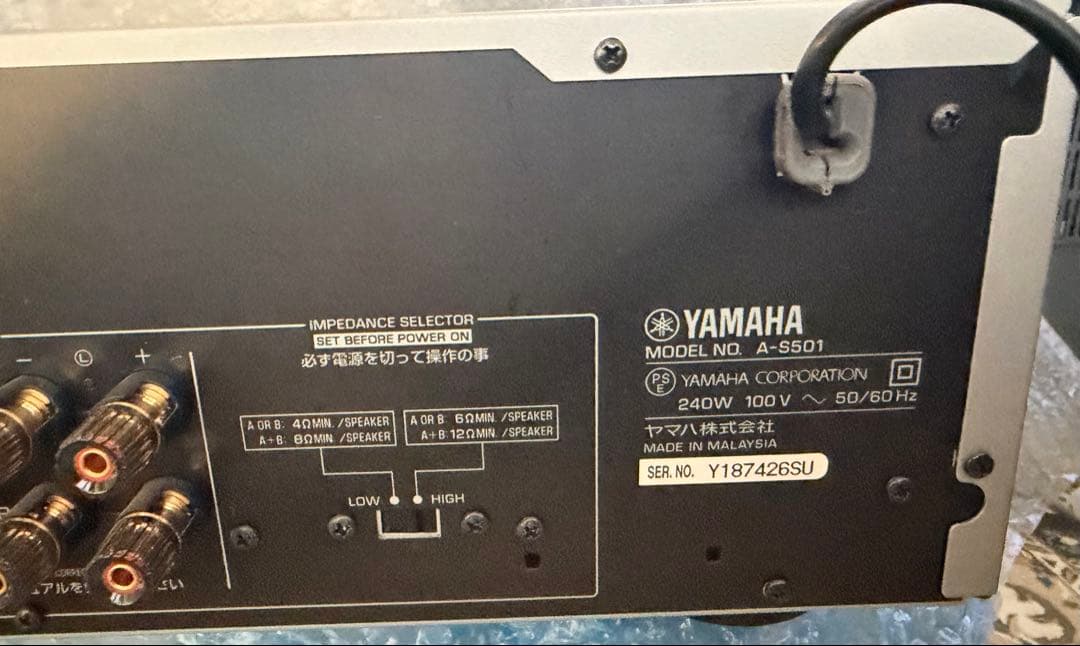 IMPEDANCE SELECTOR
SET BEFORE POWER ON
必ず電源を切って操作の事
− Ⓛ +
A OR B: 4ΩMIN. /SPEAKER
A+B: 8ΩMIN. /SPEAKER
A OR B: 6ΩMIN. /SPEAKER
A+B: 12ΩMIN. /SPEAKER
LOW HIGH
YAMAHA
MODEL NO. A-S501
PSE YAMAHA CORPORATION
240W 100V ～ 50/60Hz
ヤマハ株式会社
MADE IN MALAYSIA
SER. NO. Y187426SU